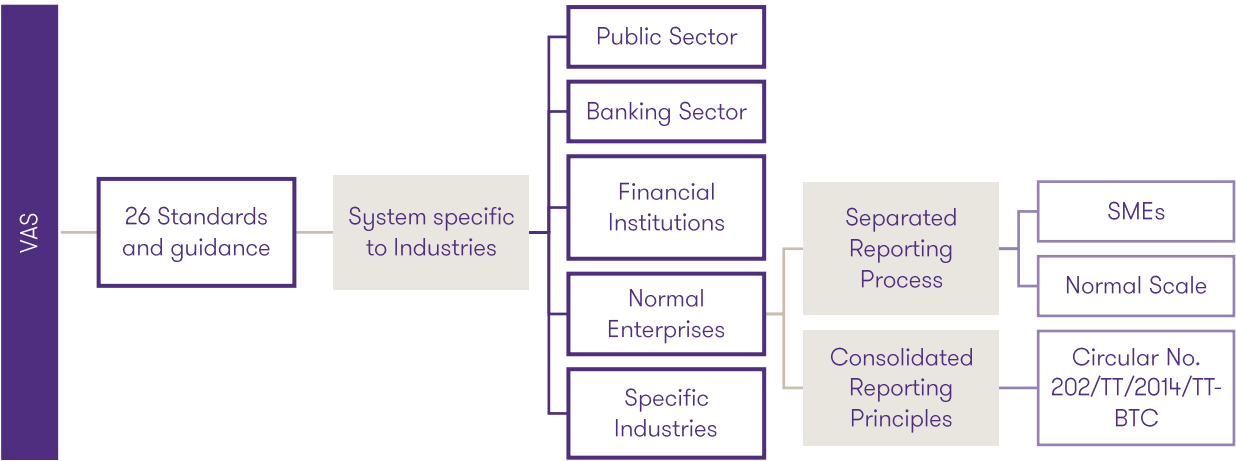 VAS
26 Standards
and guidance
System specific
to Industries
Public Sector
Banking Sector
Financial
Institutions
Normal
Enterprises
Specific
Industries
Separated
Reporting
Process
Consolidated
Reporting
Principles
SMEs
Normal Scale
Circular No.
202/TT/2014/TT-
BTC